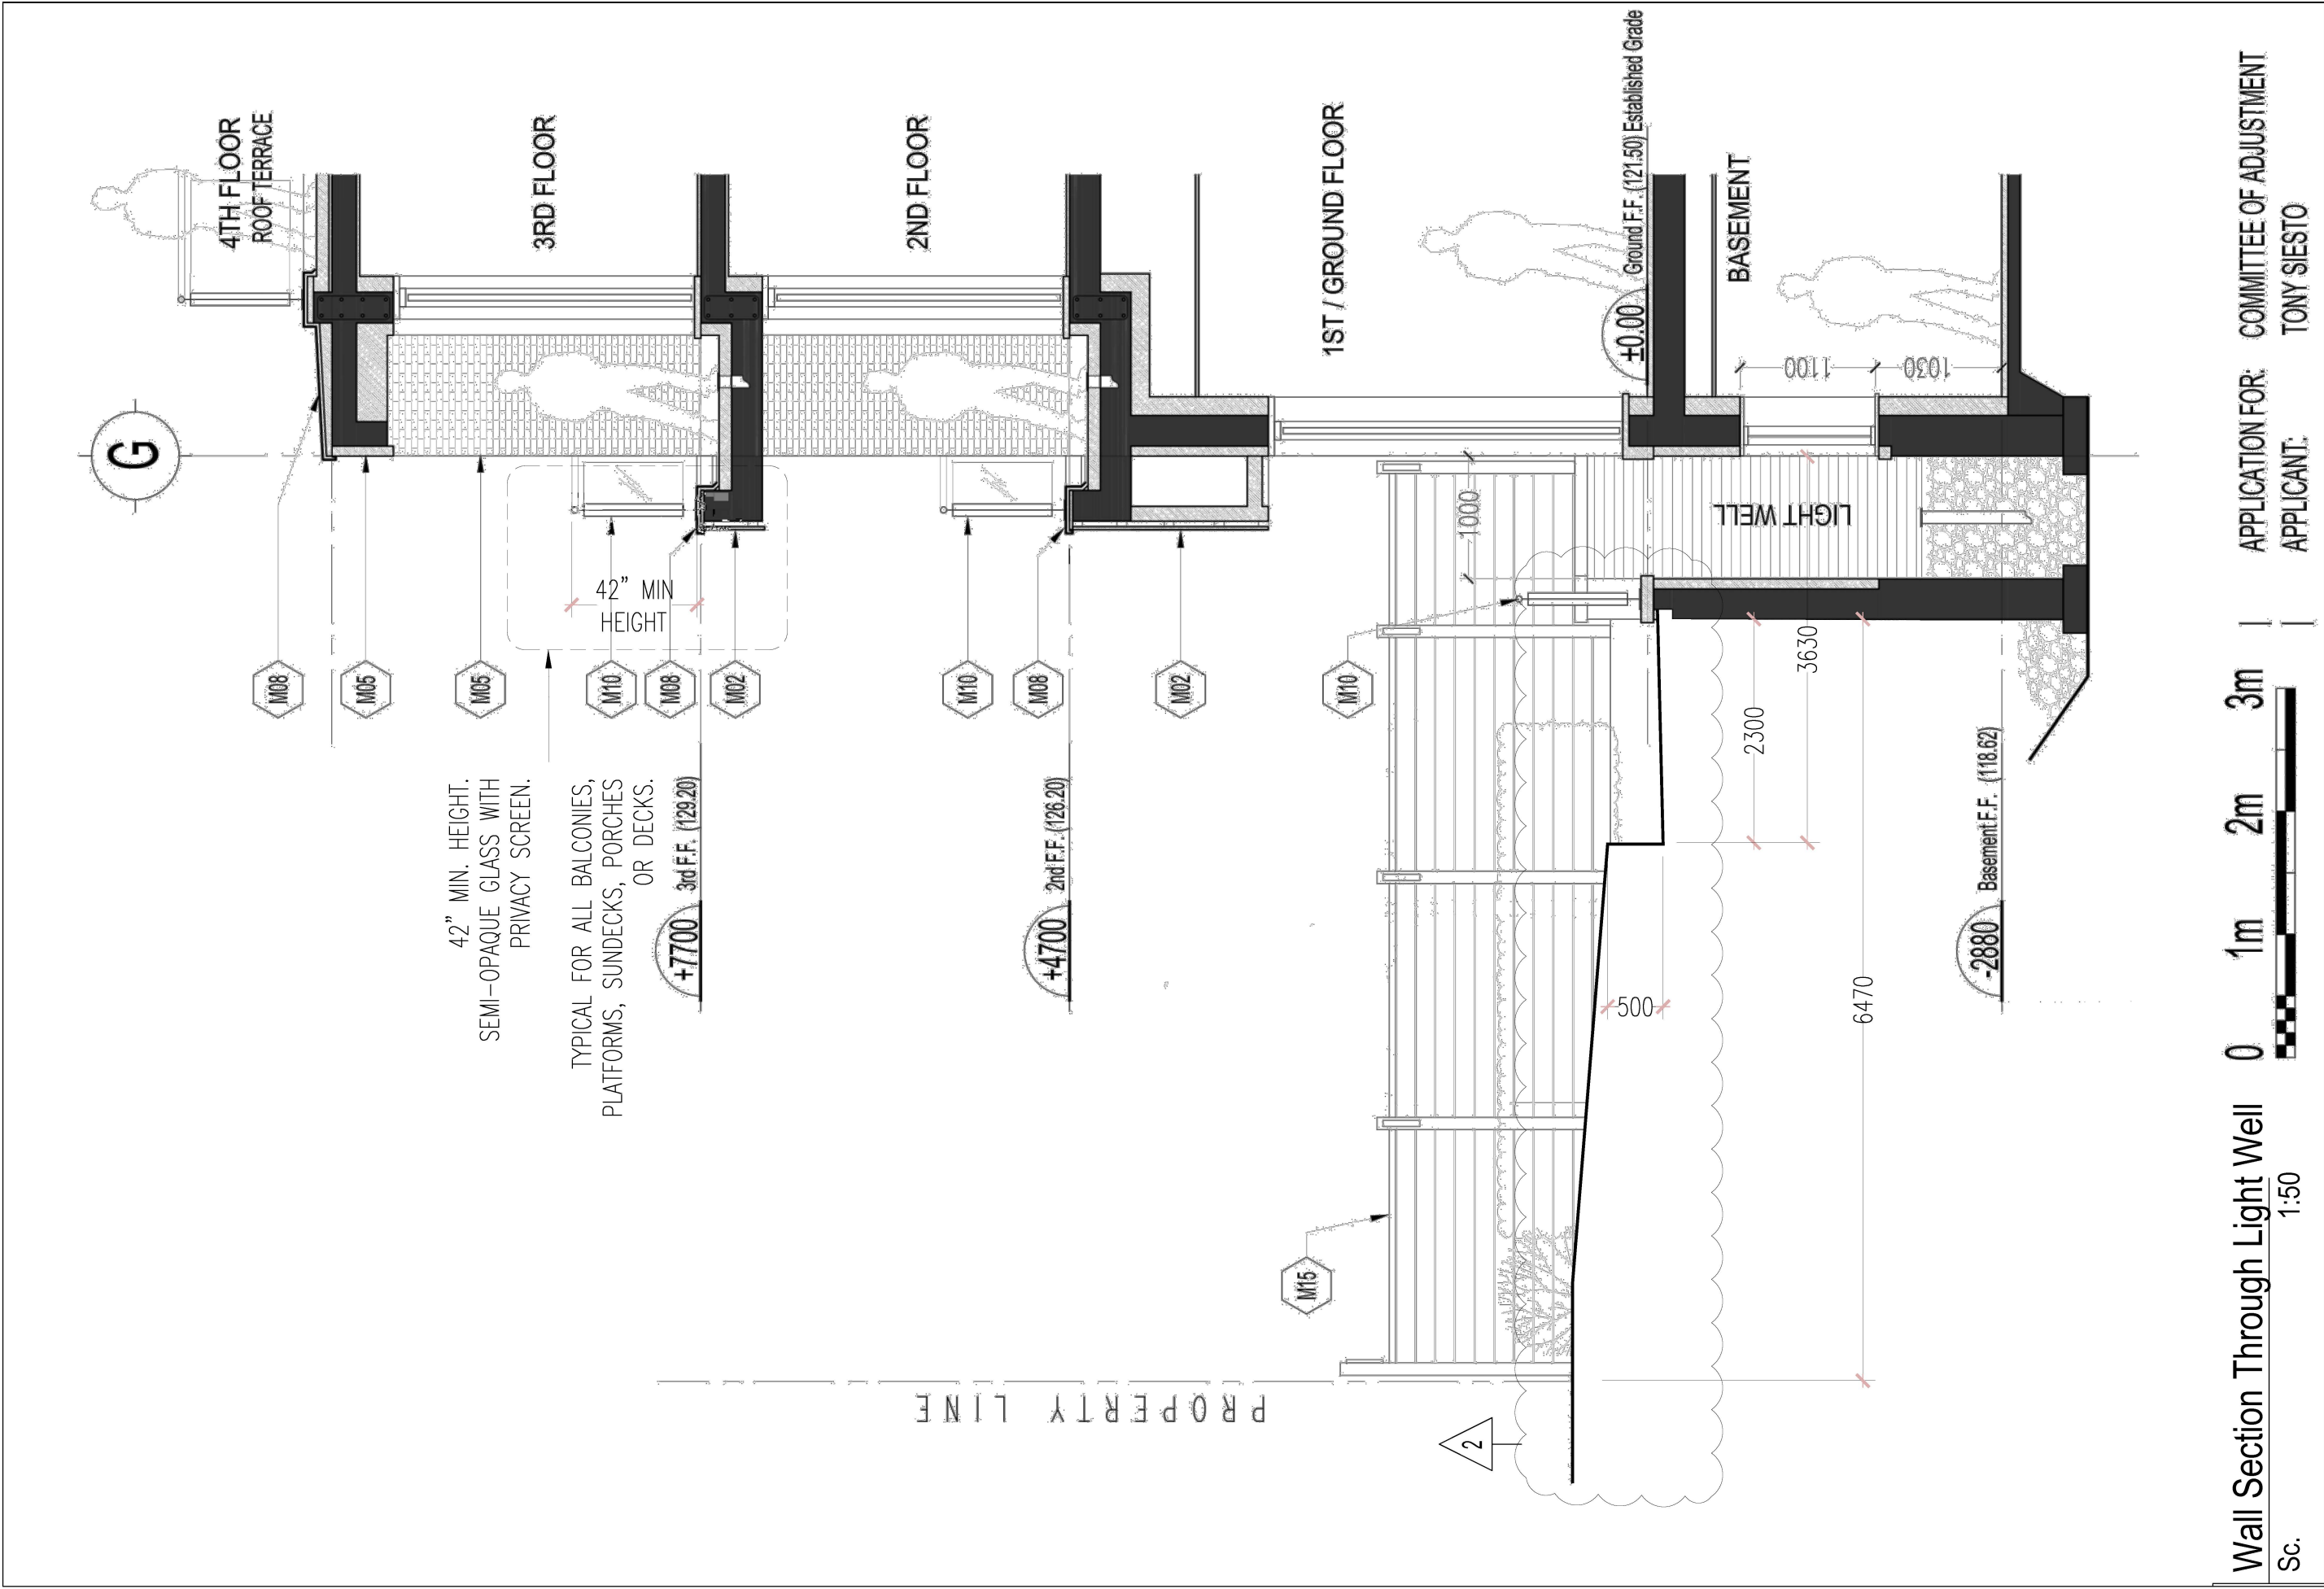 G
4TH FLOOR
ROOF TERRACE
3RD FLOOR
2ND FLOOR
1ST / GROUND FLOOR
±0.00
Ground F.F. (121.50) Established Grade
BASEMENT
1100
1030
LIGHT WELL
1000
42” MIN
HEIGHT
M08
M05
M05
M10
M08
M02
M10
M08
M02
M10
3630
2300
42” MIN. HEIGHT.
SEMI-OPAQUE GLASS WITH
PRIVACY SCREEN.
TYPICAL FOR ALL BALCONIES,
PLATFORMS, SUNDECKS, PORCHES
OR DECKS.
+7700
3rd F.F. (129.20)
+4700
2nd F.F. (126.20)
-2880
Basement F.F. (118.62)
500
6470
M15
PROPERTY LINE
2
Wall Section Through Light Well
Sc.
1:50
0
1m
2m
3m
APPLICATION FOR:
COMMITTEE OF ADJUSTMENT
APPLICANT:
TONY SIESTO